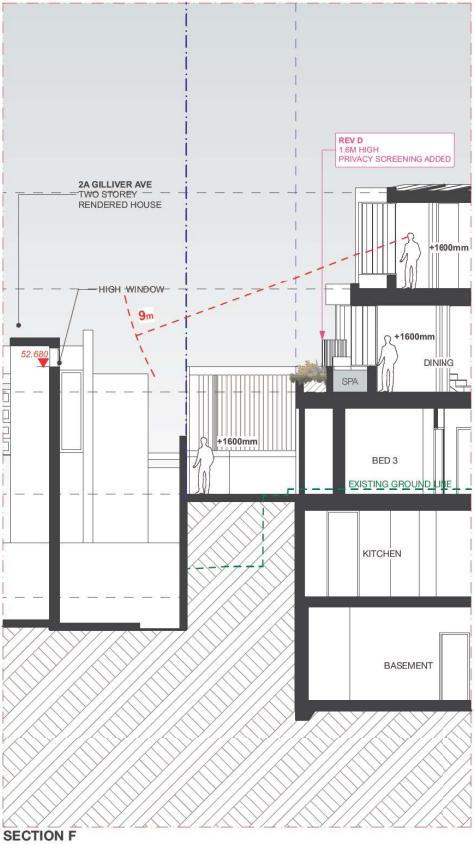 REV D
1.6M HIGH
PRIVACY SCREENING ADDED
2A GILLIVER AVE
TWO STOREY
RENDERED HOUSE
+1600mm
HIGH WINDOW
9m
52.680
+1600mm
DINING
SPA
+1600mm
BED 3
EXISTING GROUND LINE
KITCHEN
BASEMENT
SECTION F